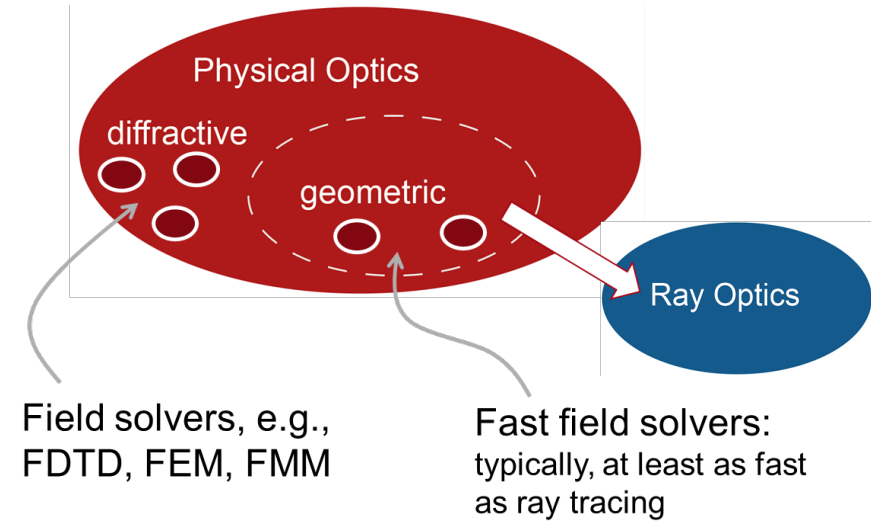 Physical Optics
diffractive
geometric
Ray Optics
Field solvers, e.g.,
FDTD, FEM, FMM
Fast field solvers:
typically, at least as fast
as ray tracing